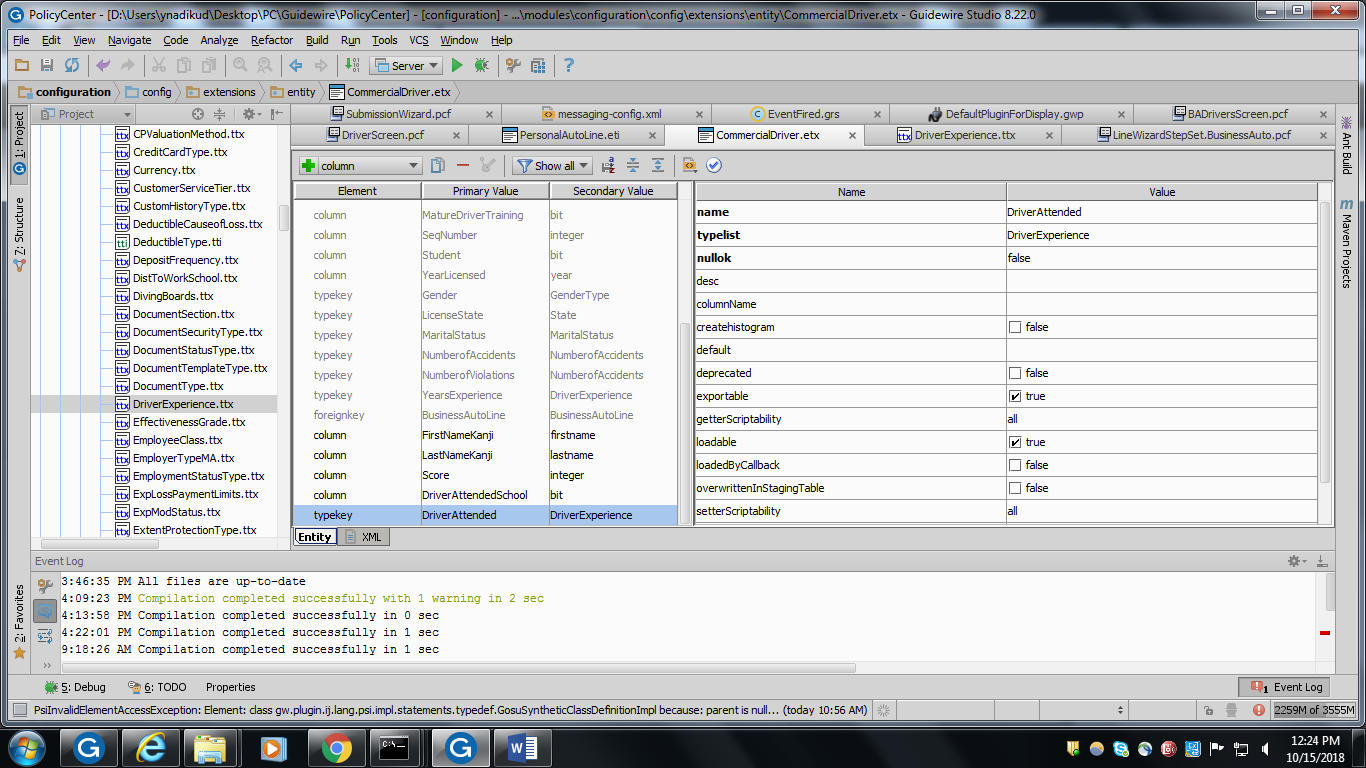 PolicyCenter - [D:\Users\ynadikud\Desktop\PC\Guidewire\PolicyCenter] - [configuration] - ...\modules\configuration\config\extensions\entity\CommercialDriver.etx - Guidewire Studio 8.22.0
File Edit View Navigate Code Analyze Refactor Build Run Tools VCS Window Help
Server
configuration config extensions entity CommercialDriver.etx
Project
SubmissionWizard.pcf messaging-config.xml EventFired.grs DefaultPluginForDisplay.gwp BADriversScreen.pcf
DriverScreen.pcf PersonalAutoLine.eti CommercialDriver.etx DriverExperience.ttx LineWizardStepSet.BusinessAuto.pcf
1: Project
7: Structure
2: Favorites
Ant Build
Maven Projects
CPValuationMethod.ttx
CreditCardType.ttx
Currency.ttx
CustomerServiceTier.ttx
CustomHistoryType.ttx
DeductibleCauseofLoss.ttx
DeductibleType.tti
DepositFrequency.ttx
DistToWorkSchool.ttx
DivingBoards.ttx
DocumentSection.ttx
DocumentSecurityType.ttx
DocumentStatusType.ttx
DocumentTemplateType.ttx
DocumentType.ttx
DriverExperience.ttx
EffectivenessGrade.ttx
EmployeeClass.ttx
EmployerTypeMA.ttx
EmploymentStatusType.ttx
ExpLossPaymentLimits.ttx
ExpModStatus.ttx
ExtentProtectionType.ttx
column Show all
Element Primary Value Secondary Value
column MatureDriverTraining bit
column SeqNumber integer
column Student bit
column YearLicensed year
typekey Gender GenderType
typekey LicenseState State
typekey MaritalStatus MaritalStatus
typekey NumberofAccidents NumberofAccidents
typekey NumberofViolations NumberofAccidents
typekey YearsExperience DriverExperience
foreignkey BusinessAutoLine BusinessAutoLine
column FirstNameKanji firstname
column LastNameKanji lastname
column Score integer
column DriverAttendedSchool bit
typekey DriverAttended DriverExperience
Entity XML
Name Value
name DriverAttended
typelist DriverExperience
nullok false
desc
columnName
createhistogram false
default
deprecated false
exportable true
getterScriptability all
loadable true
loadedByCallback false
overwrittenInStagingTable false
setterScriptability all
Event Log
3:46:35 PM All files are up-to-date
4:09:23 PM Compilation completed successfully with 1 warning in 2 sec
4:13:58 PM Compilation completed successfully in 0 sec
4:22:01 PM Compilation completed successfully in 1 sec
9:18:26 AM Compilation completed successfully in 1 sec
5: Debug 6: TODO Properties 1 Event Log
PsiInvalidElementAccessException: Element: class gw.plugin.ij.lang.psi.impl.statements.typedef.GosuSyntheticClassDefinitionImpl because: parent is null... (today 10:56 AM) 2259M of 3555M
12:24 PM
10/15/2018